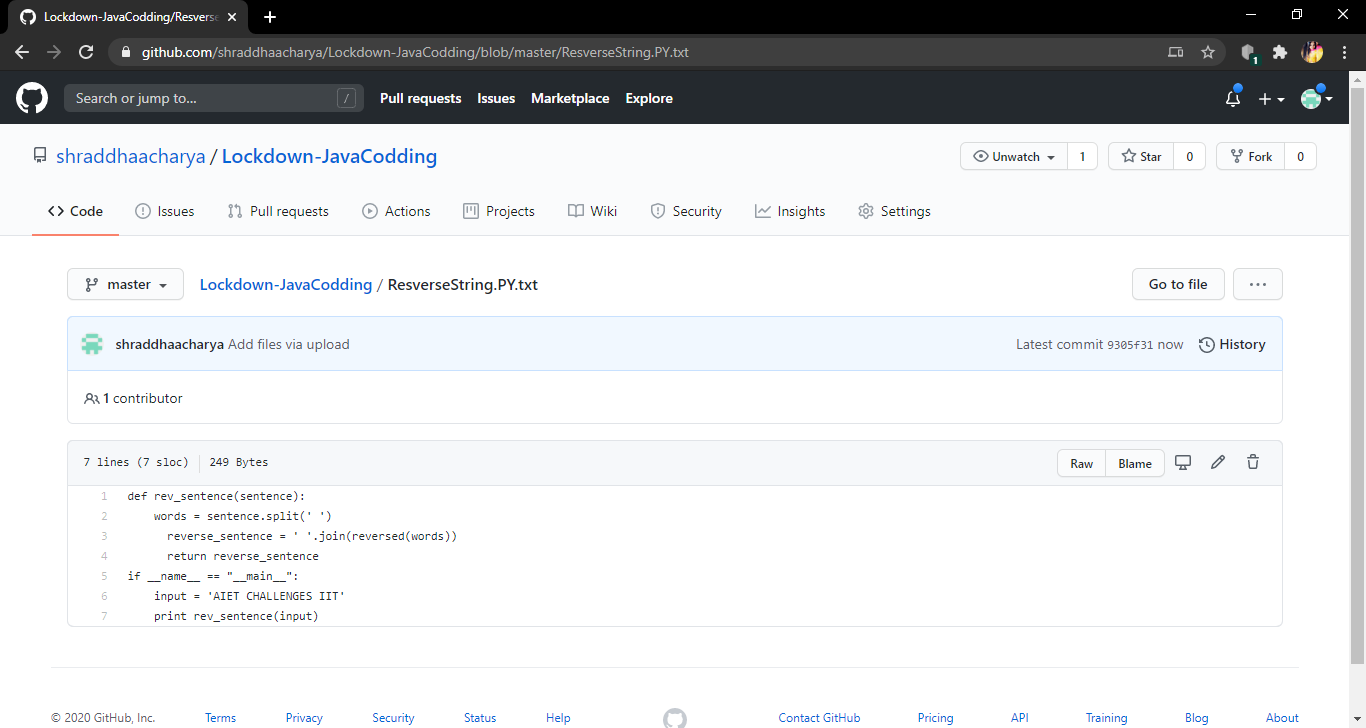 Lockdown-JavaCodding/Resverse
github.com/shraddhaacharya/Lockdown-JavaCodding/blob/master/ResverseString.PY.txt
1
Search or jump to... /
Pull requests Issues Marketplace Explore
shraddhaacharya / Lockdown-JavaCodding
Unwatch 1 Star 0 Fork 0
Code Issues Pull requests Actions Projects Wiki Security Insights Settings
master Lockdown-JavaCodding / ResverseString.PY.txt Go to file ...
shraddhaacharya Add files via upload Latest commit 9305f31 now History
1 contributor
7 lines (7 sloc) 249 Bytes Raw Blame
1 def rev_sentence(sentence):
2     words = sentence.split(' ')
3       reverse_sentence = ' '.join(reversed(words))
4       return reverse_sentence
5 if __name__ == "__main__":
6     input = 'AIET CHALLENGES IIT'
7     print rev_sentence(input)
© 2020 GitHub, Inc. Terms Privacy Security Status Help Contact GitHub Pricing API Training Blog About